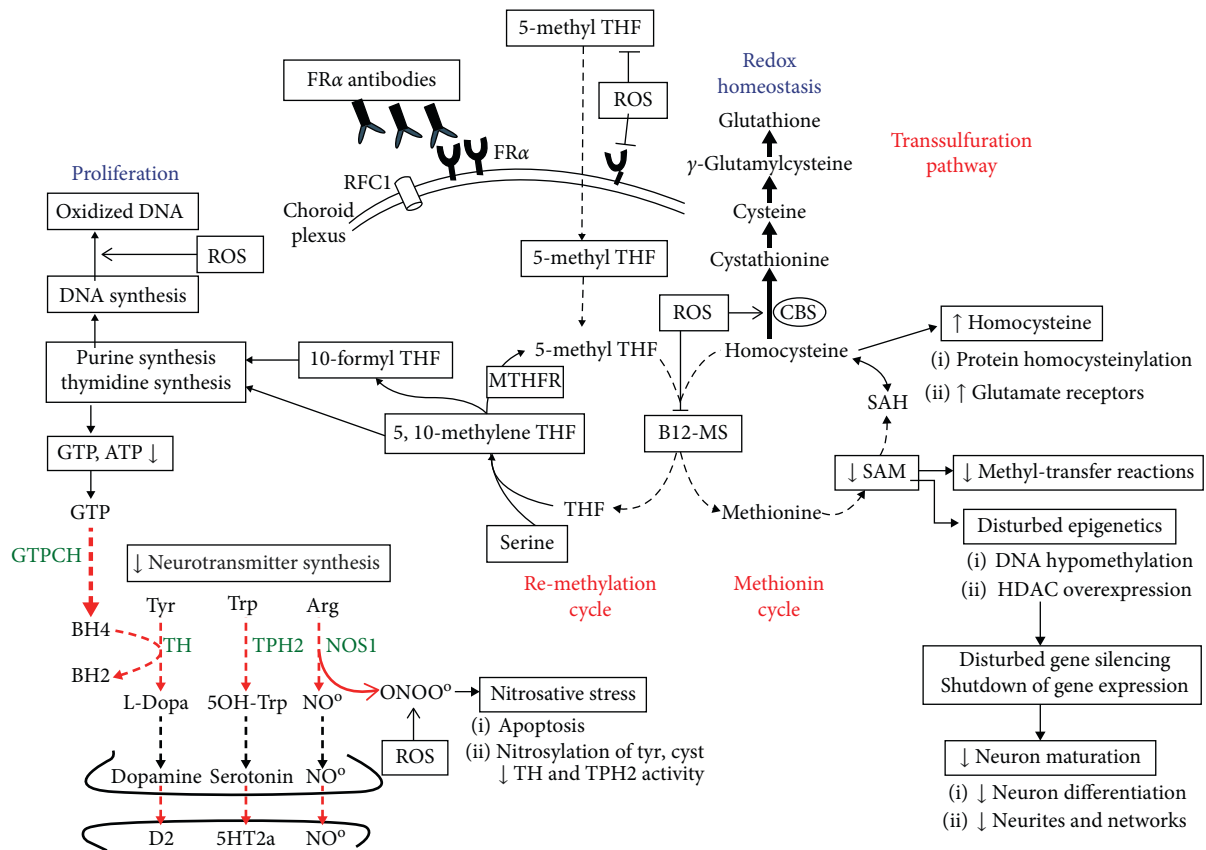 5-methyl THF
FRα antibodies
ROS
Redox
homeostasis
Glutathione
Transsulfuration
pathway
FRα
γ-Glutamylcysteine
Proliferation
RFC1
Choroid
plexus
Cysteine
Oxidized DNA
ROS
5-methyl THF
Cystathionine
DNA synthesis
ROS
CBS
↑ Homocysteine
Purine synthesis
thymidine synthesis
10-formyl THF
5-methyl THF
Homocysteine
(i) Protein homocysteinylation
(ii) ↑ Glutamate receptors
MTHFR
SAH
5, 10-methylene THF
B12-MS
GTP, ATP ↓
↓ SAM
↓ Methyl-transfer reactions
GTP
THF
Methionine
Disturbed epigenetics
(i) DNA hypomethylation
(ii) HDAC overexpression
Serine
GTPCH
↓ Neurotransmitter synthesis
Re-methylation
cycle
Methionin
cycle
Tyr
Trp
Arg
BH4
TH
TPH2
NOS1
BH2
Disturbed gene silencing
Shutdown of gene expression
L-Dopa
5OH-Trp
NOº
ONOOº
Nitrosative stress
(i) Apoptosis
(ii) Nitrosylation of tyr, cyst
↓ TH and TPH2 activity
ROS
↓ Neuron maturation
(i) ↓ Neuron differentiation
(ii) ↓ Neurites and networks
Dopamine
Serotonin
NOº
D2
5HT2a
NOº